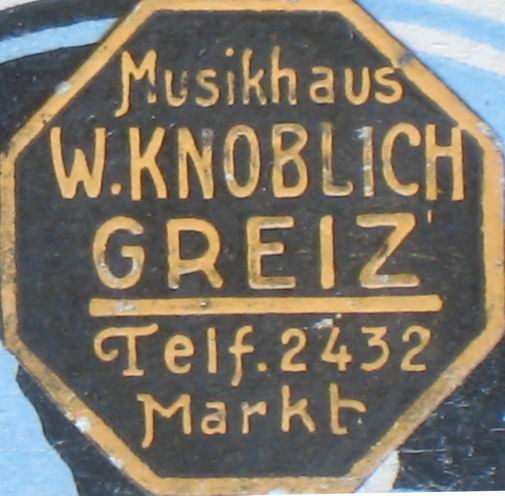 Musikhaus
W. KNOBLICH
GREIZ
Telf. 2432
Markt